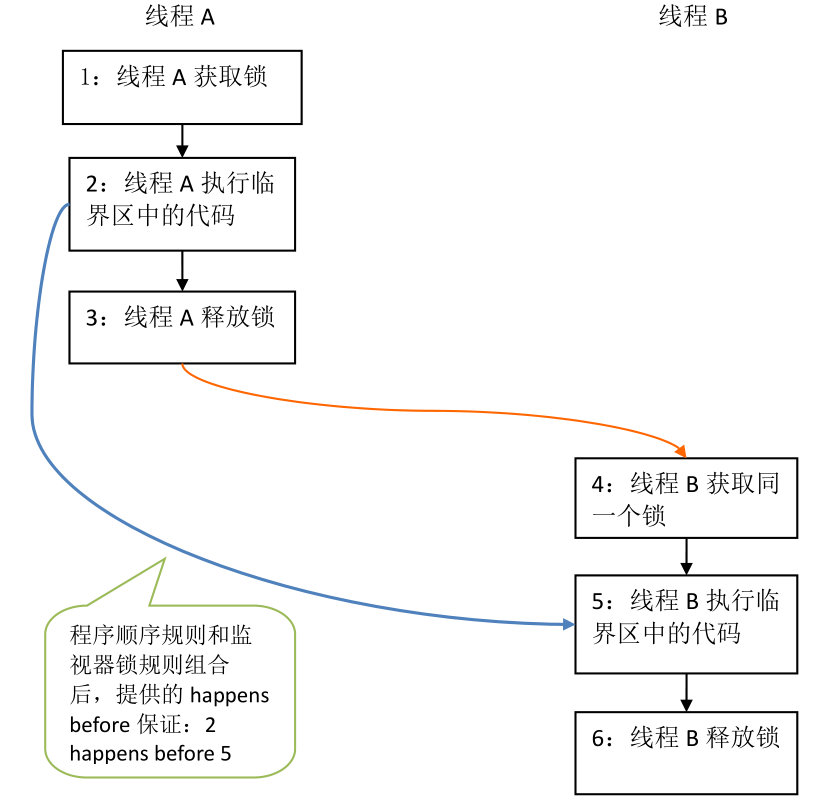 线程 A
线程 B
1：线程 A 获取锁
2：线程 A 执行临
界区中的代码
3：线程 A 释放锁
4：线程 B 获取同
一个锁
5：线程 B 执行临
界区中的代码
6：线程 B 释放锁
程序顺序规则和监
视器锁规则组合
后，提供的 happens
before 保证：2
happens before 5